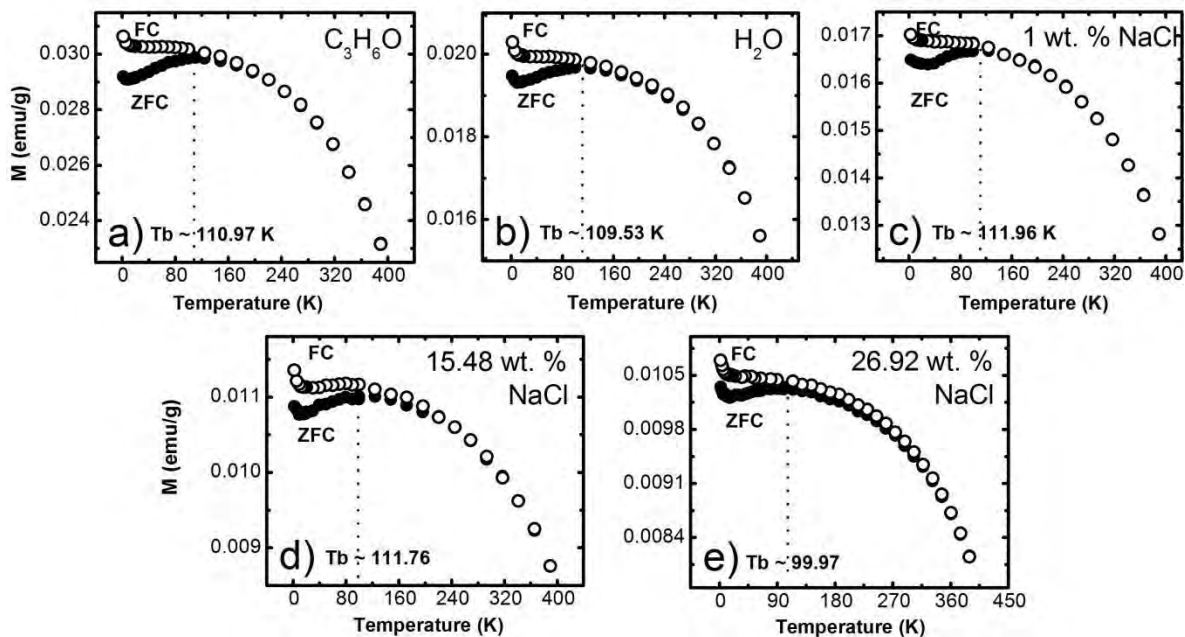 FC
C3H6O
ZFC
M (emu/g)
0.030
0.028
0.026
0.024
a) Tb ~ 110.97 K
0 80 160 240 320 400
Temperature (K)
FC
H2O
ZFC
0.020
0.019
0.018
0.016
b) Tb ~ 109.53 K
0 80 160 240 320 400
Temperature (K)
FC
1 wt. % NaCl
ZFC
0.017
0.016
0.015
0.014
0.013
c) Tb ~ 111.96 K
0 80 160 240 320 400
Temperature (K)
FC
15.48 wt. %
NaCl
ZFC
M (emu/g)
0.011
0.010
0.009
d) Tb ~ 111.76
0 80 160 240 320 400
Temperature (K)
FC
26.92 wt. %
NaCl
ZFC
0.0105
0.0098
0.0091
0.0084
e) Tb ~ 99.97
0 90 180 270 360 450
Temperature (K)